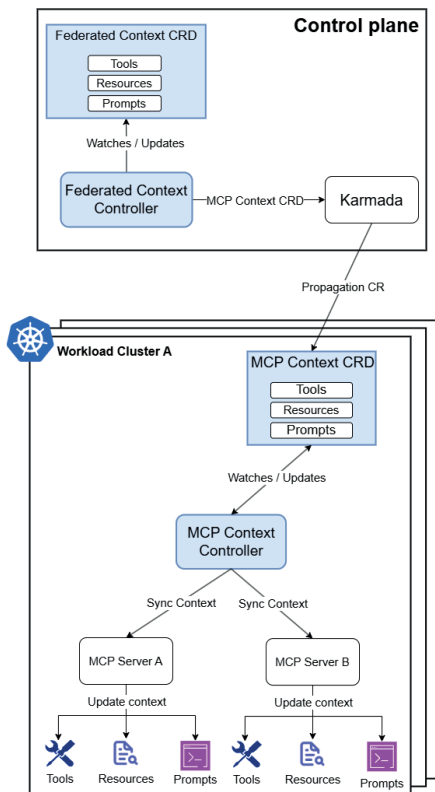 Control plane
Federated Context CRD
Tools
Resources
Prompts
Watches / Updates
Federated Context
Controller
MCP Context CRD
Karmada
Propagation CR
Workload Cluster A
MCP Context CRD
Tools
Resources
Prompts
Watches / Updates
MCP Context
Controller
Sync Context
Sync Context
MCP Server A
MCP Server B
Update context
Update context
Tools
Resources
Prompts
Tools
Resources
Prompts